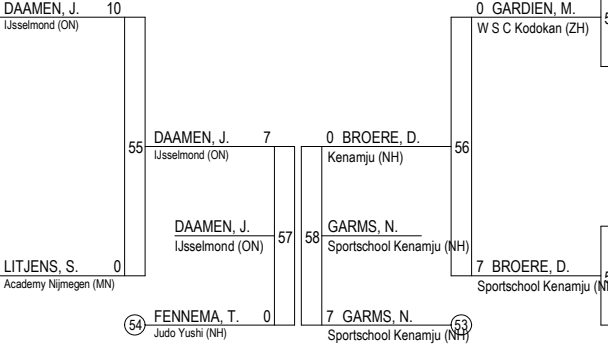 DAAMEN, J. 10
IJsselmond (ON)
0 GARDIEN, M.
W S C Kodokan (ZH)
55
DAAMEN, J. 7
IJsselmond (ON)
0 BROERE, D.
Kenamju (NH)
56
DAAMEN, J.
IJsselmond (ON)
57
58
GARMS, N.
Sportschool Kenamju (NH)
LITJENS, S. 0
Academy Nijmegen (MN)
7 BROERE, D.
Sportschool Kenamju
54
FENNEMA, T. 0
Judo Yushi (NH)
7 GARMS, N.
Sportschool Kenamju (NH)
53